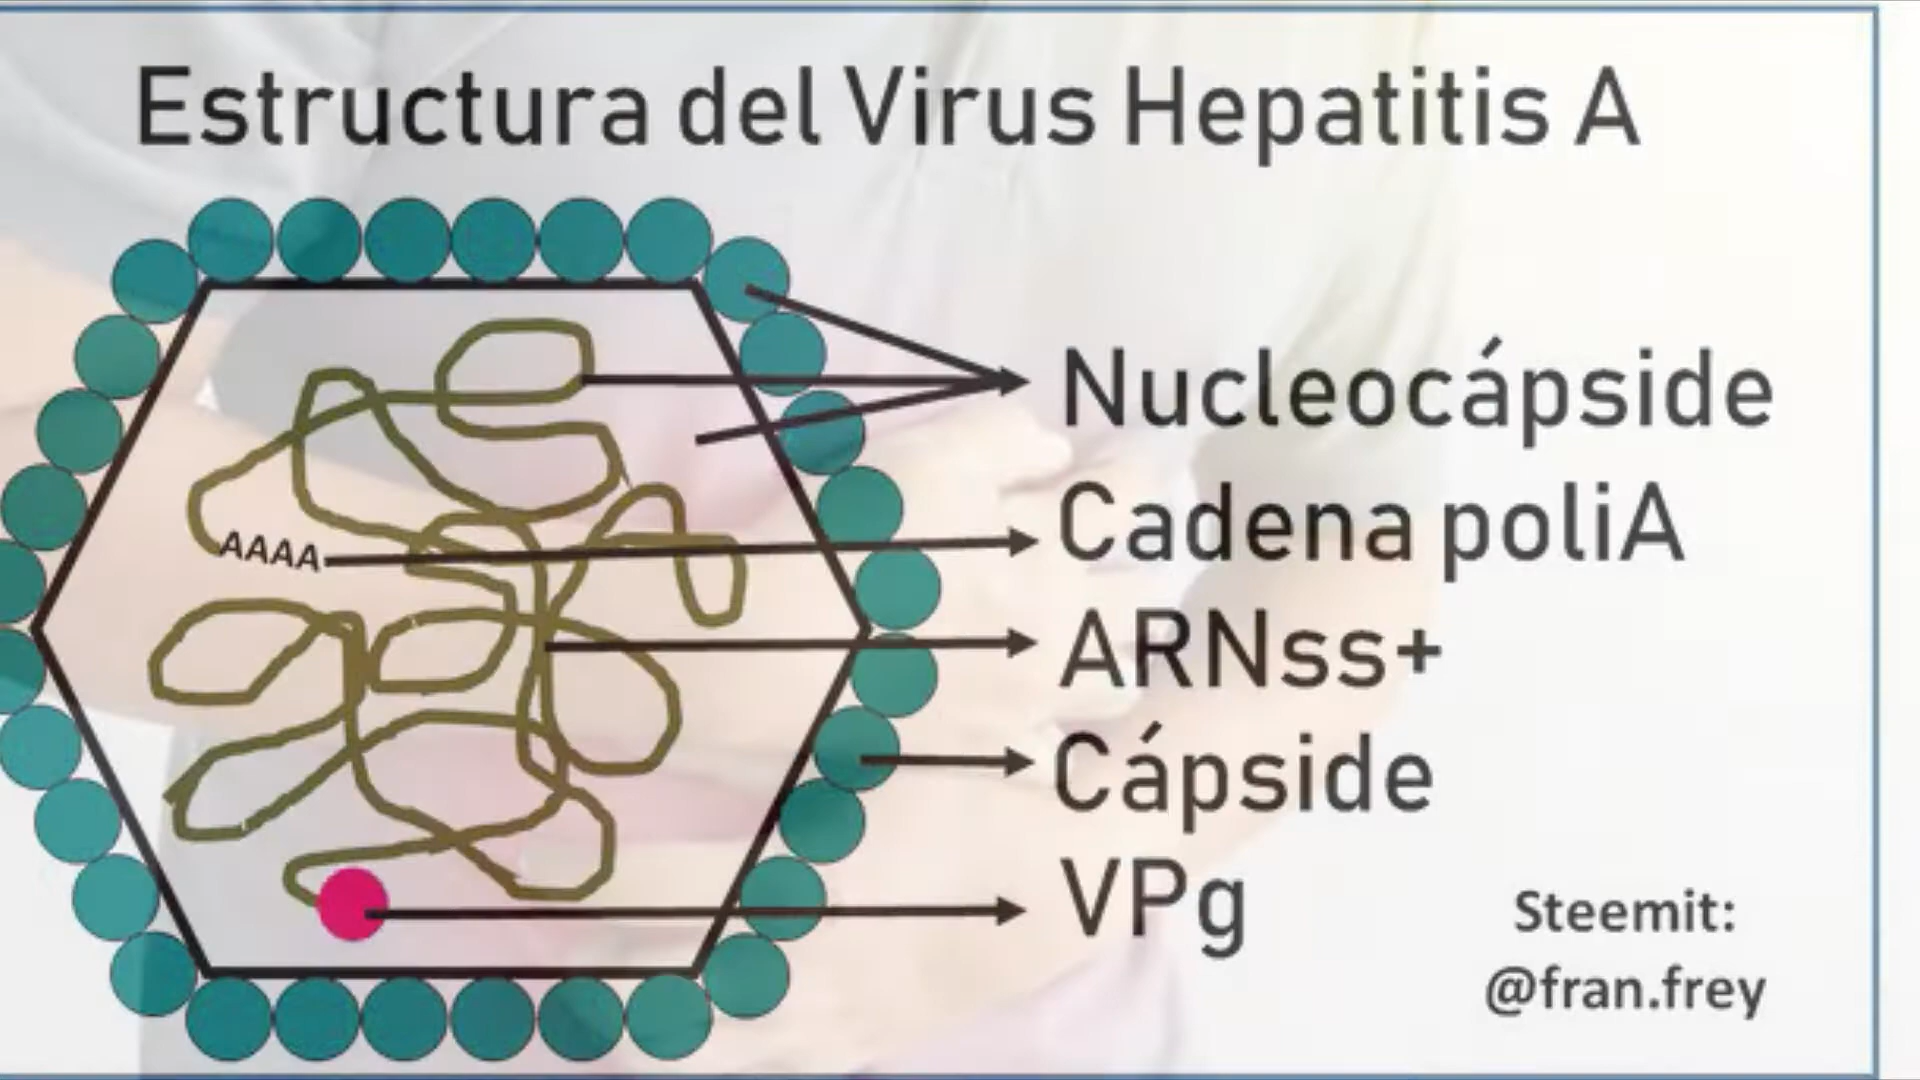 Estructura del Virus Hepatitis A
Nucleocápside
AAAA
Cadena poliA
ARNss+
Cápside
VPg
Steemit:
@fran.frey